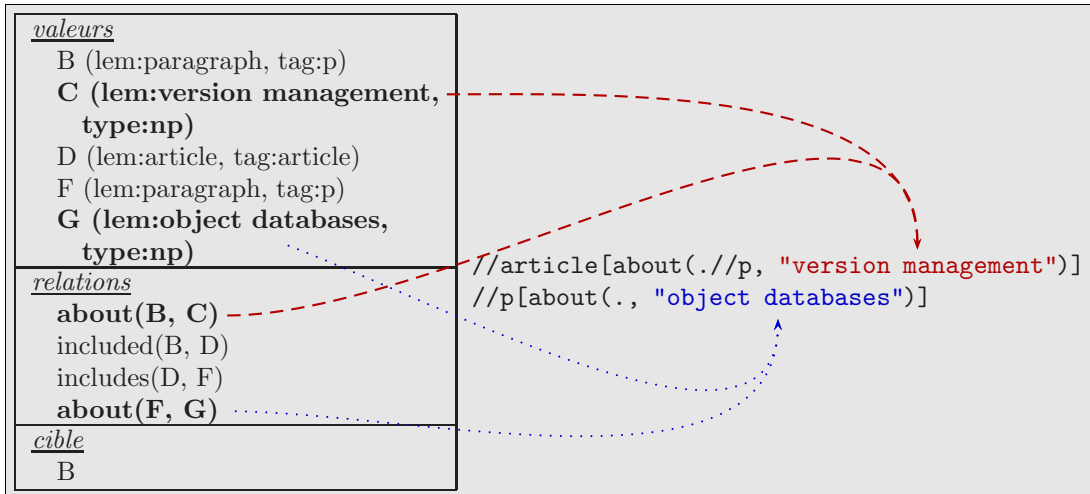 valeurs
B (lem:paragraph, tag:p)
C (lem:version management,
type:np)
D (lem:article, tag:article)
F (lem:paragraph, tag:p)
G (lem:object databases,
type:np)
relations
about(B, C)
included(B, D)
includes(D, F)
about(F, G)
cible
B
//article[about(.//p, "version management")]
//p[about(., "object databases")]